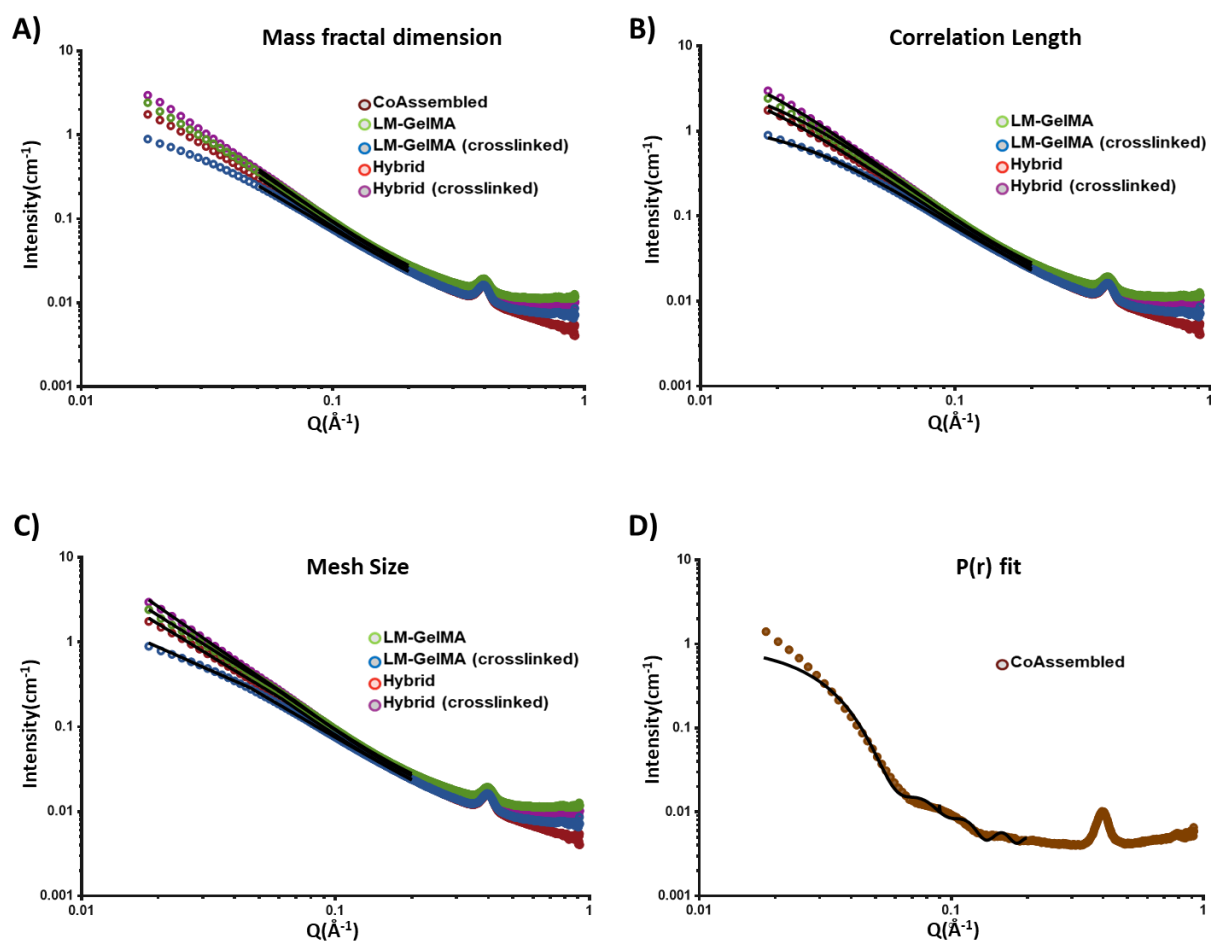 A)
Mass fractal dimension
10
1
0.1
0.01
0.001
0.01
0.1
1
Intensity(cm-1)
Q(Å-1)
CoAssembled
LM-GelMA
LM-GelMA (crosslinked)
Hybrid
Hybrid (crosslinked)
B)
Correlation Length
10
1
0.1
0.01
0.001
0.01
0.1
1
Intensity(cm-1)
Q(Å-1)
LM-GelMA
LM-GelMA (crosslinked)
Hybrid
Hybrid (crosslinked)
C)
Mesh Size
10
1
0.1
0.01
0.001
0.01
0.1
1
Intensity(cm-1)
Q(Å-1)
LM-GelMA
LM-GelMA (crosslinked)
Hybrid
Hybrid (crosslinked)
D)
P(r) fit
10
1
0.1
0.01
0.001
0.01
0.1
1
Intensity(cm-1)
Q(Å-1)
CoAssembled